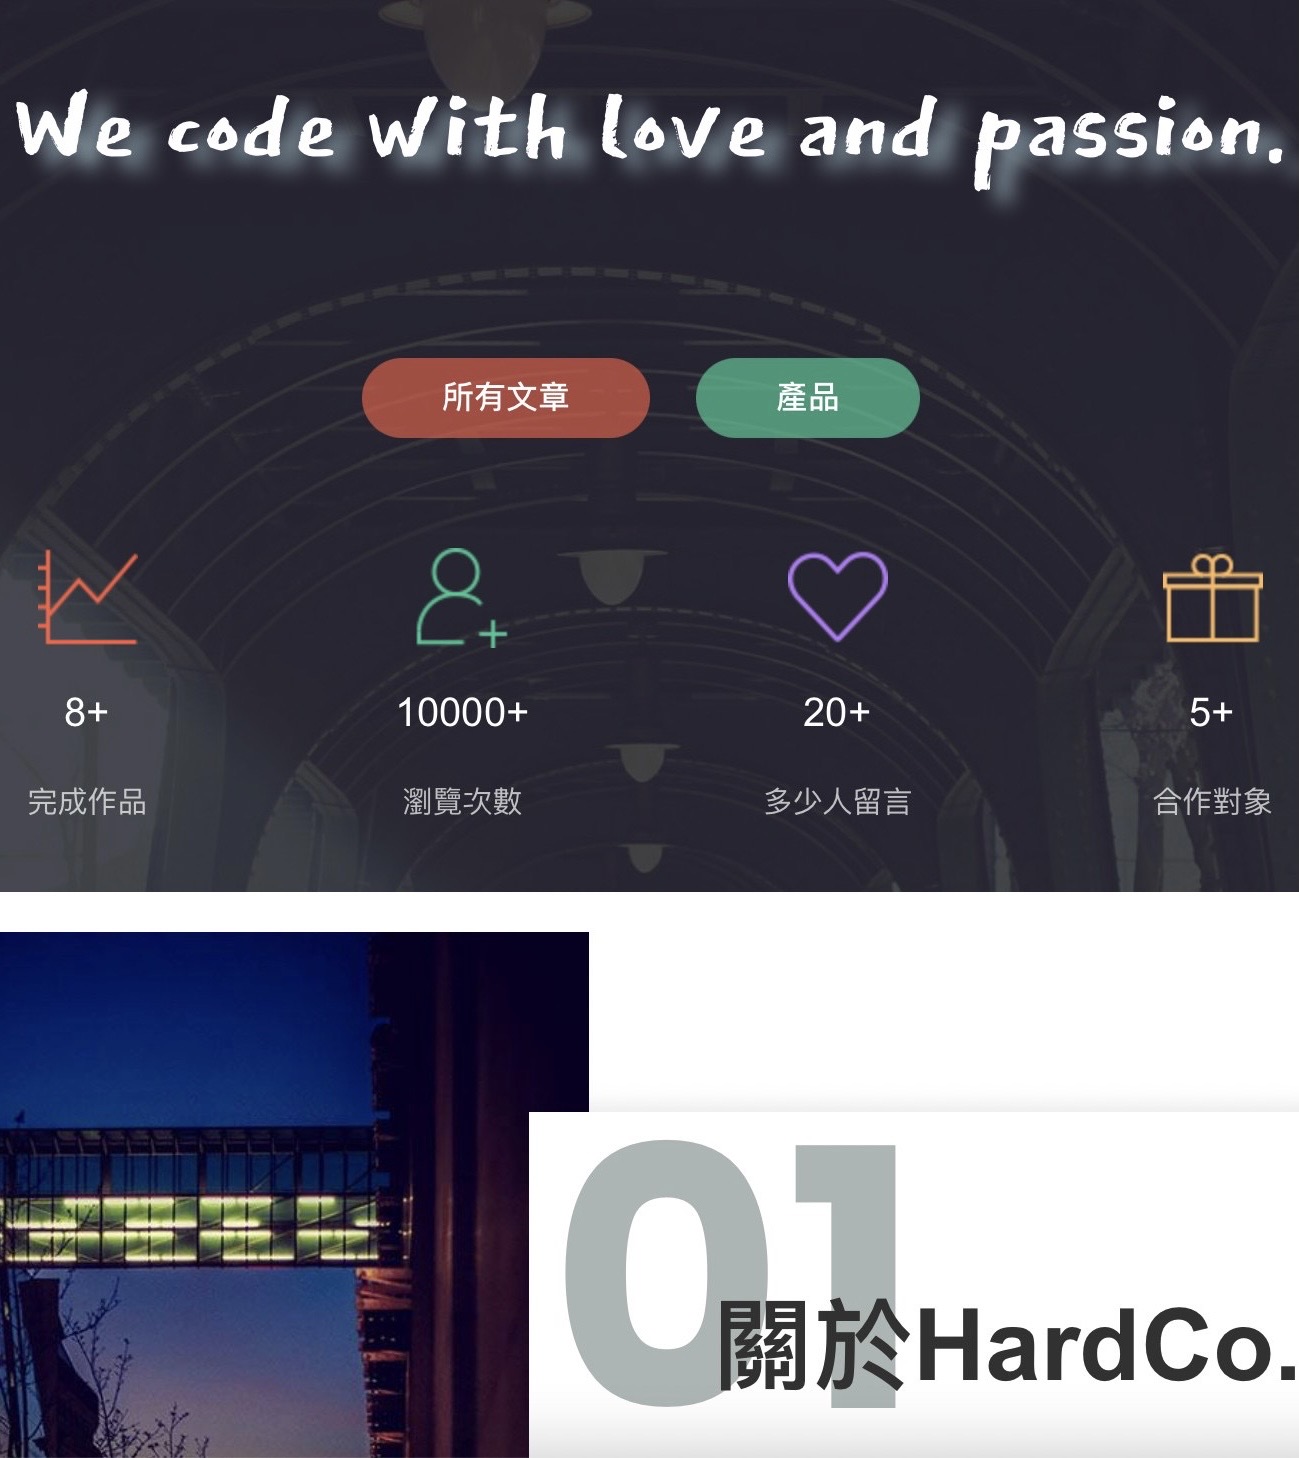 We code with love and passion.
所有文章 產品
8+ 10000+ 20+ 5+
完成作品 瀏覽次數 多少人留言 合作對象
01
關於HardCo.